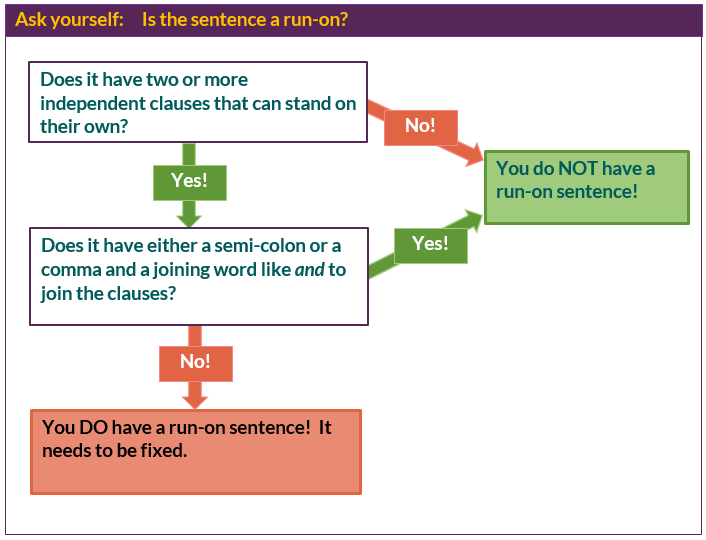 Ask yourself: Is the sentence a run-on?
Does it have two or more
independent clauses that can stand on
their own?
No!
Yes!
You do NOT have a
run-on sentence!
Does it have either a semi-colon or a
comma and a joining word like and to
join the clauses?
Yes!
No!
You DO have a run-on sentence! It
needs to be fixed.